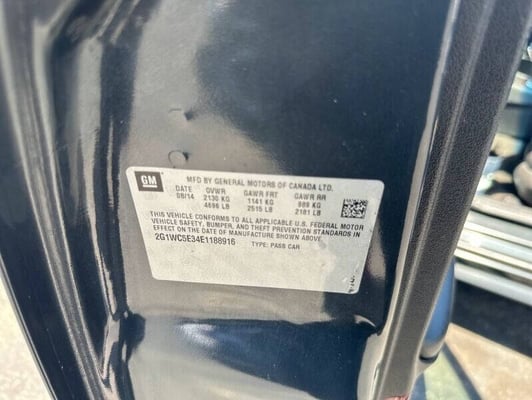 GM
MFD BY GENERAL MOTORS OF CANADA LTD.
DATE GVWR GAWR FRT GAWR RR
08/14 2130 KG 1141 KG 989 KG
4696 LB 2515 LB 2181 LB
THIS VEHICLE CONFORMS TO ALL APPLICABLE U.S. FEDERAL MOTOR
VEHICLE SAFETY, BUMPER, AND THEFT PREVENTION STANDARDS IN
EFFECT ON THE DATE OF MANUFACTURE SHOWN ABOVE.
2G1WC5E34E1186916 TYPE: PASS CAR